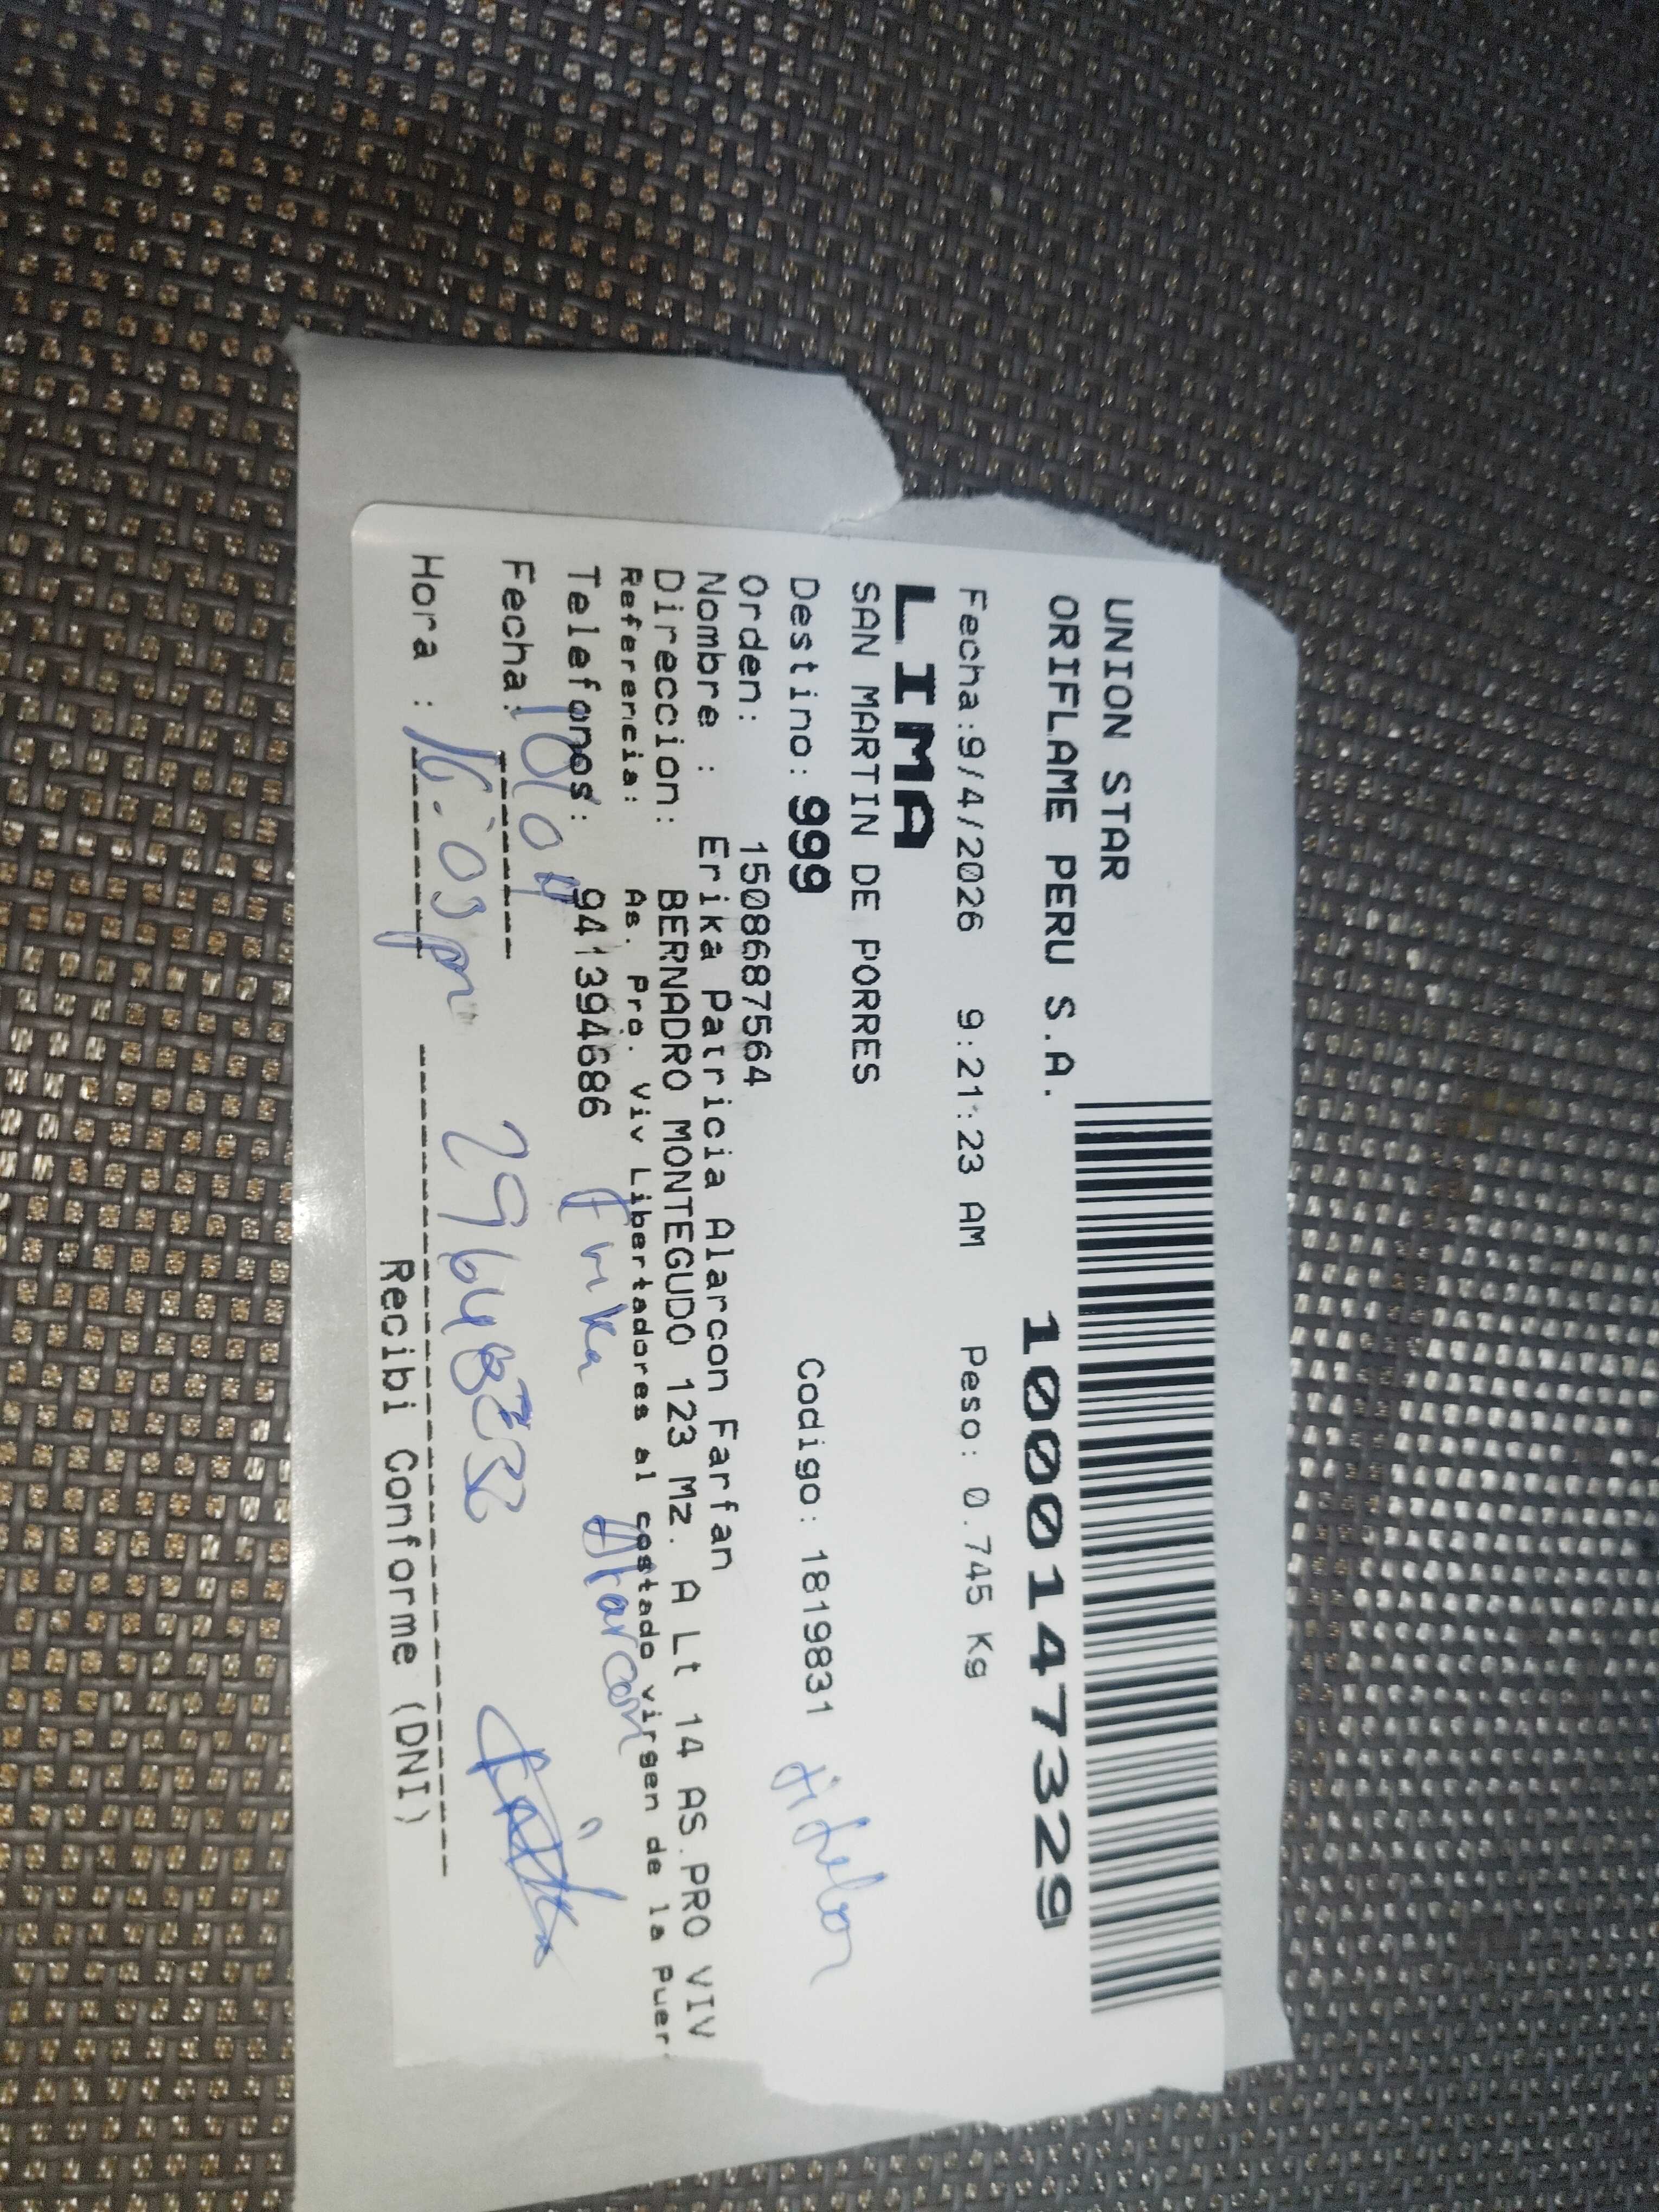 UNION STAR
ORIFLAME PERU S.A.
1000147329
Fecha:9/4/2026 9:21:23 AM Peso: 0.745 Kg
LIMA
SAN MARTIN DE PORRES
Destino: 999 Codigo: 1819831
Orden: 1508687564
Nombre : Erika Patricia Alarcon Farfan
Direccion: BERNADRO MONTEGUDO 123 Mz. A Lt 14 AS.PRO VIV
Referencia: As. Pro. Viv Libertadores al costado virgen de la Puer
Telefonos: 941394686
Erika Alarcon
Fecha: 10/04
Hora : 16:03 pm
Recibi Conforme (DNI)